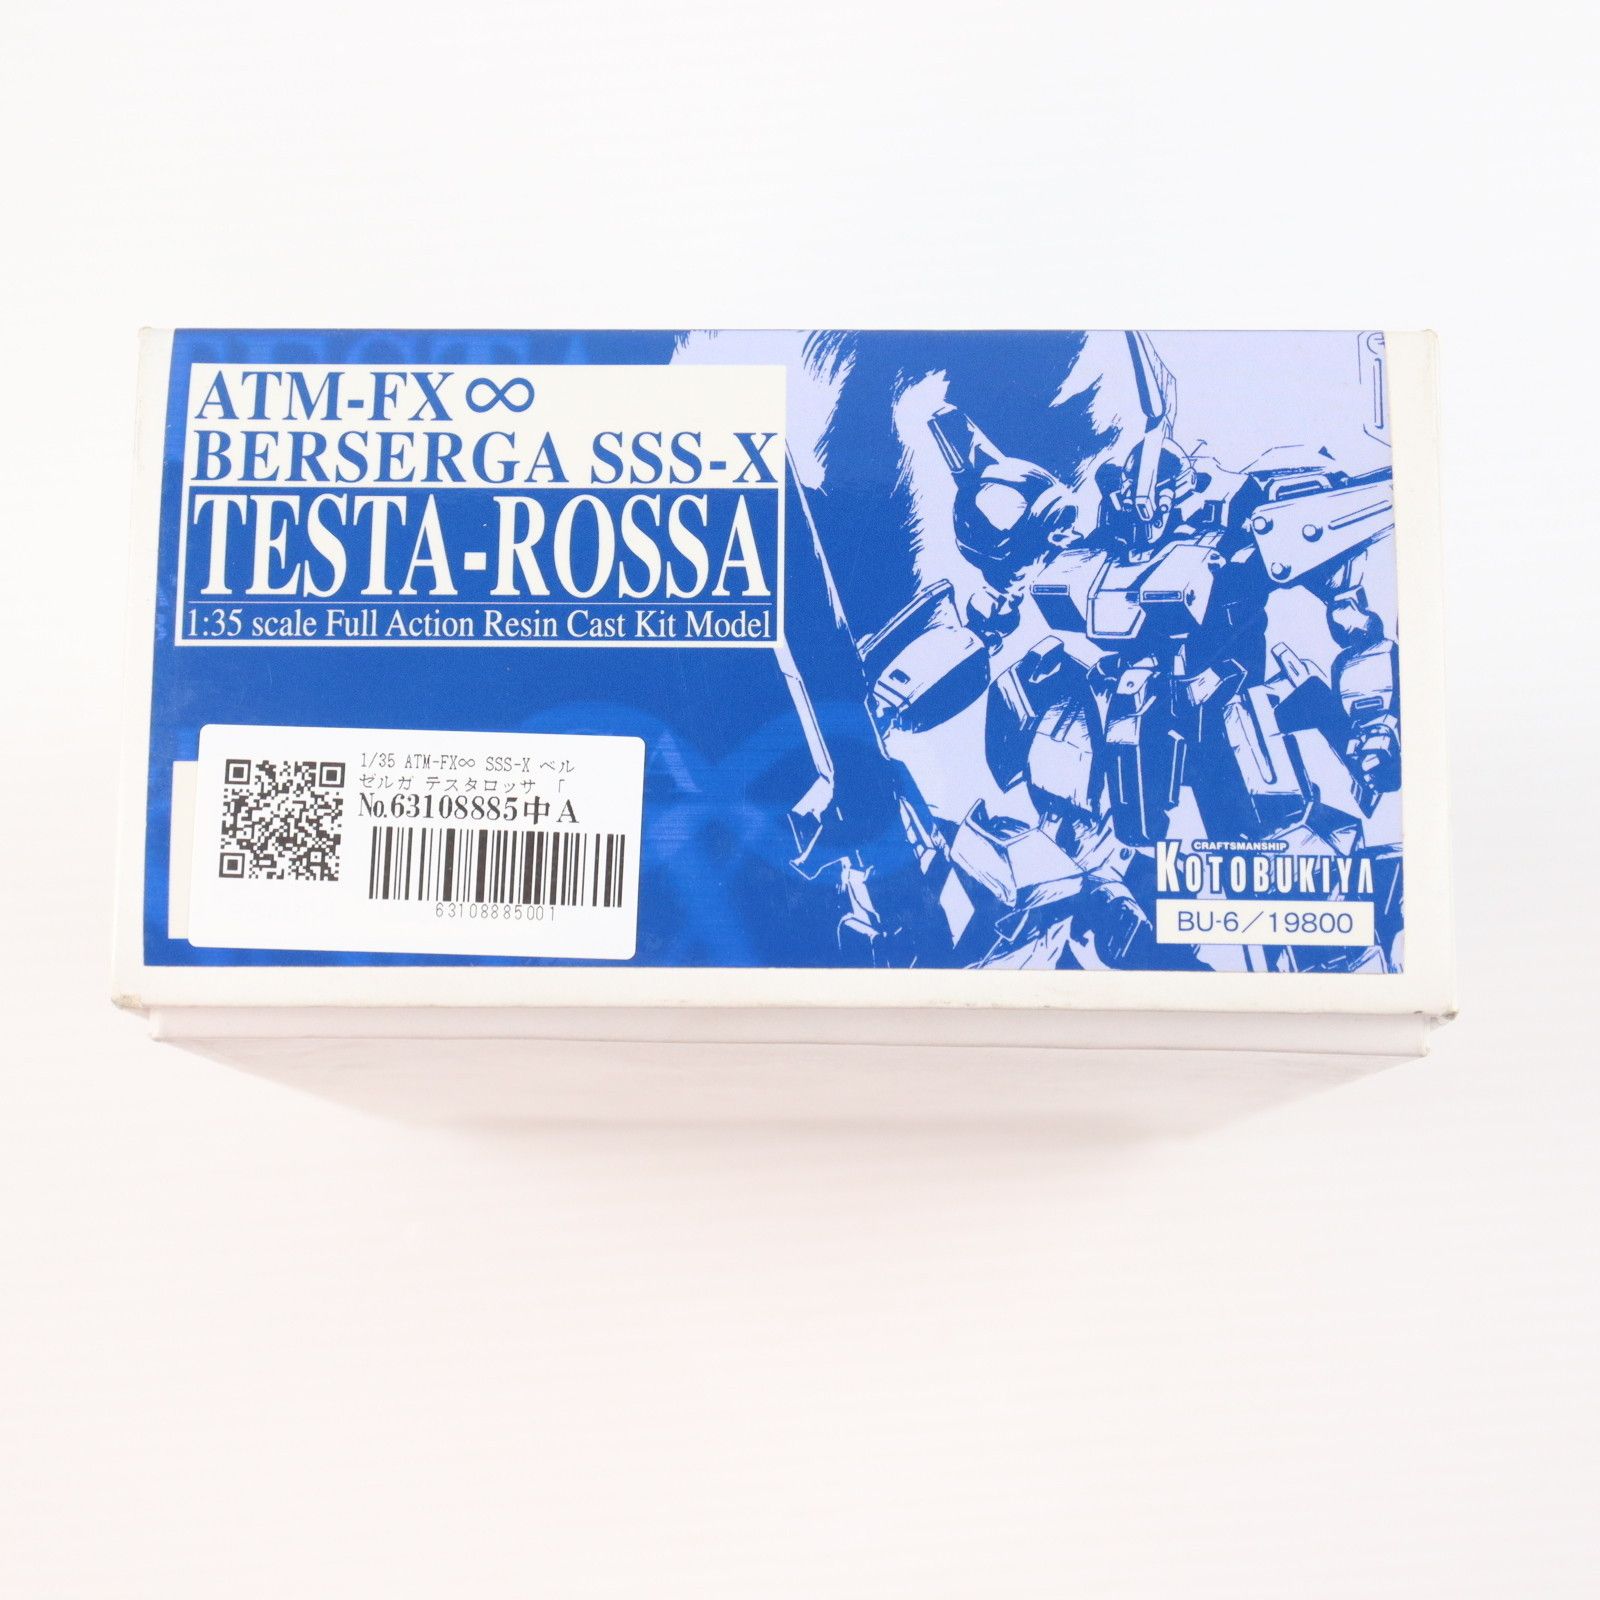 ATM-FX∞
BERSERGA SSS-X
TESTA-ROSSA
1:35 scale Full Action Resin Cast Kit Model
1/35 ATM-FX∞ SSS-X ベル
ゼルガ テスタロッサ 「
No.63108885中A
63108885001
CRAFTSMANSHIP
KOTOBUKIYA
BU-6／19800